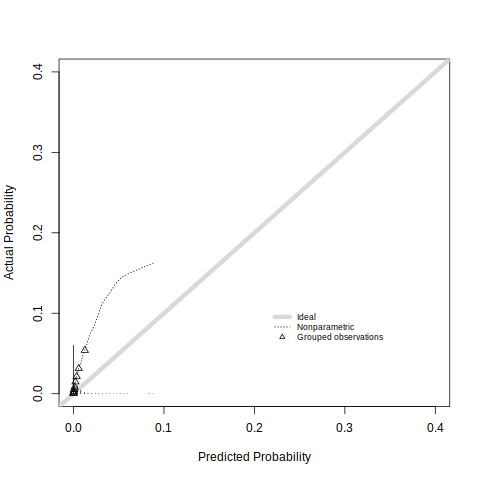 Actual Probability
0.4
0.3
0.2
0.1
0.0
Ideal
Nonparametric
Grouped observations
0.0 0.1 0.2 0.3 0.4
Predicted Probability